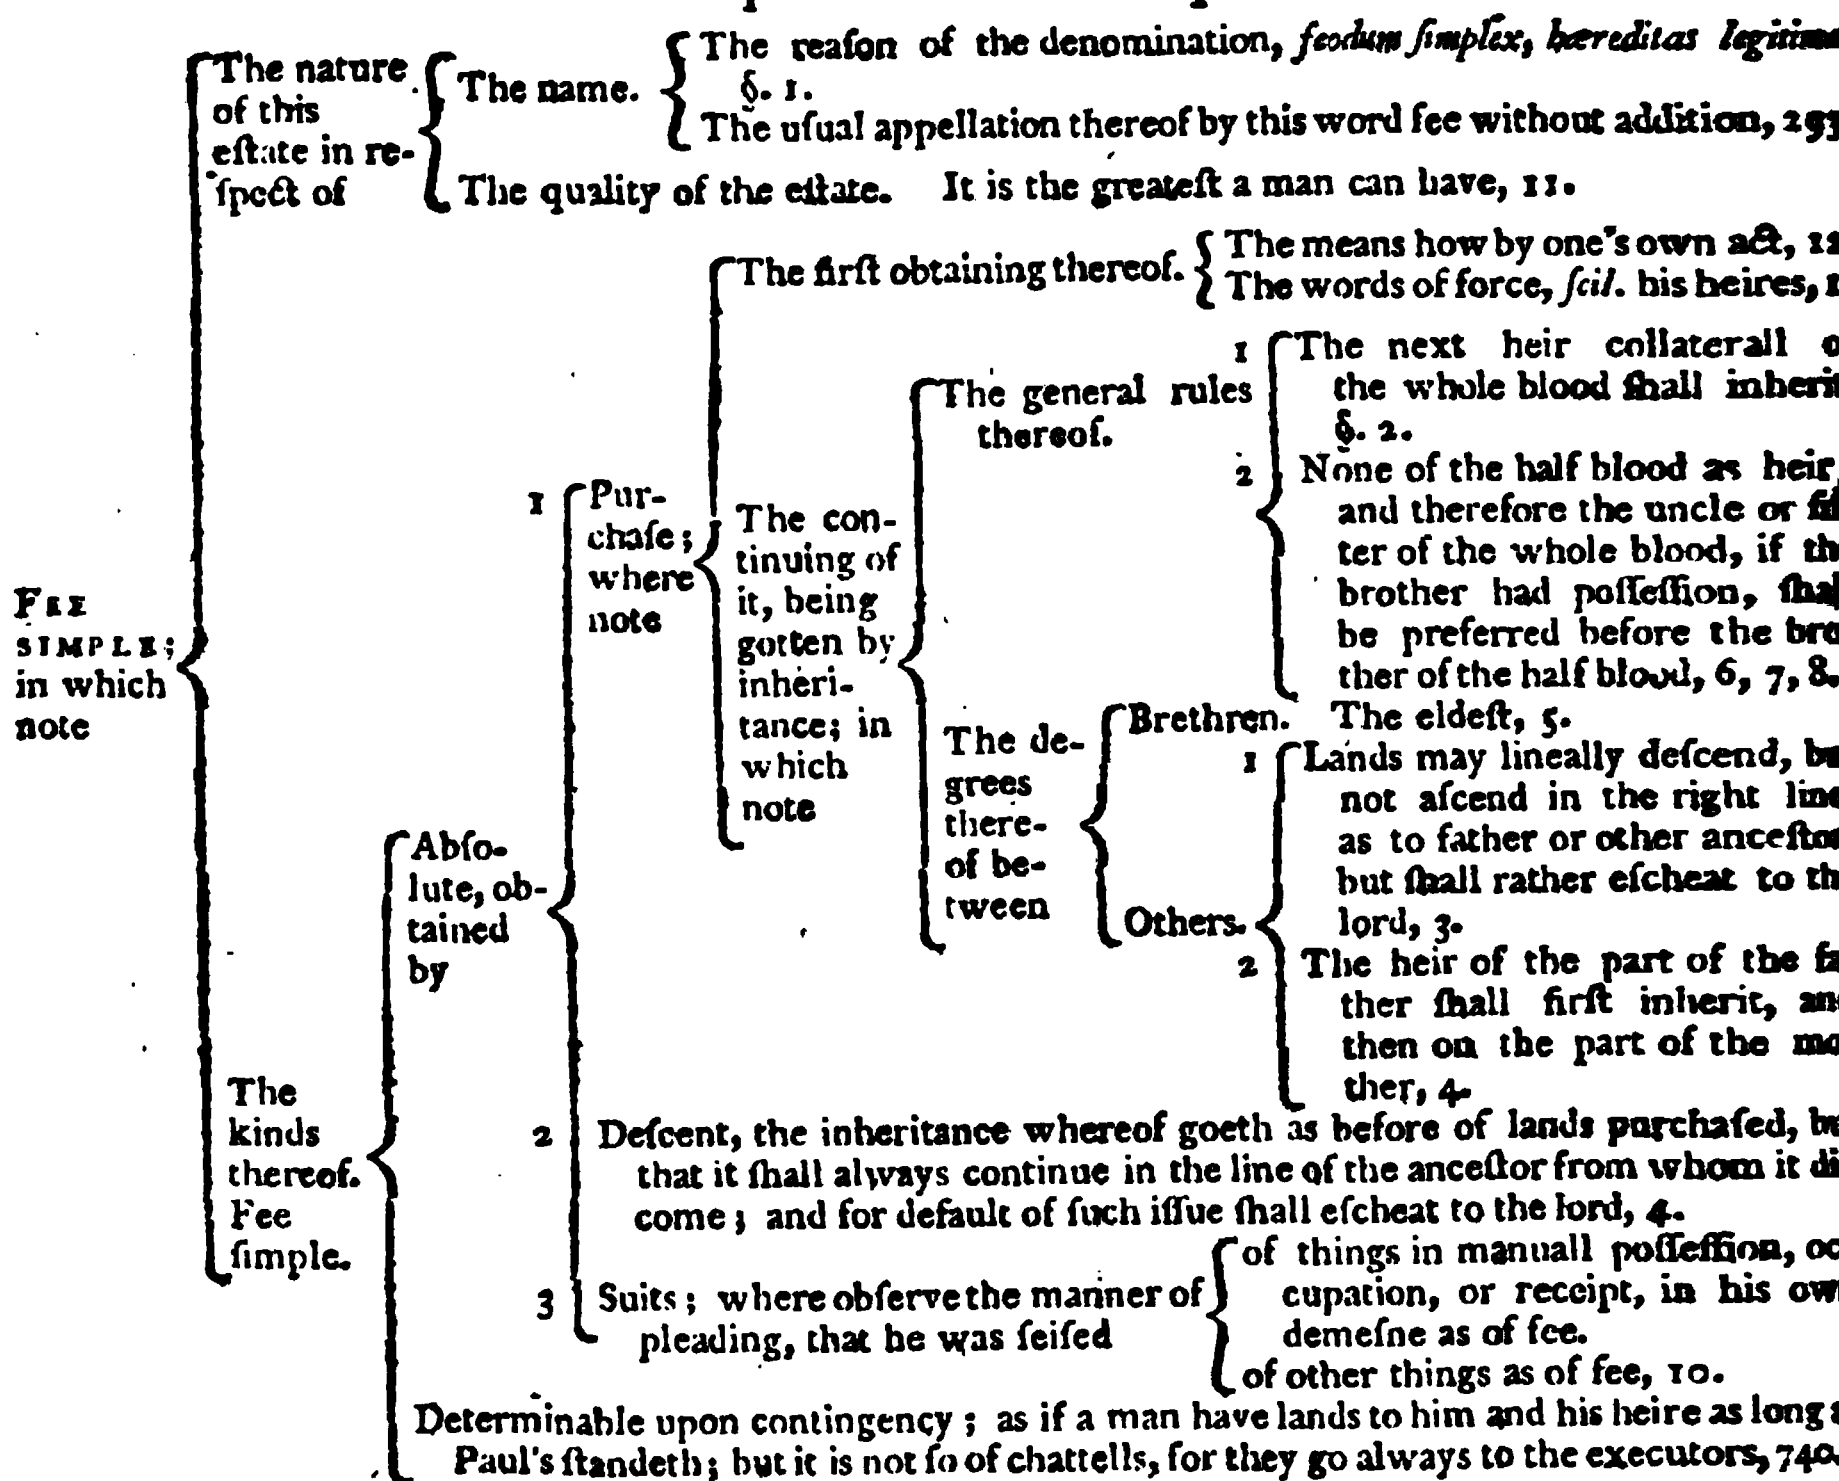 The reaſon of the denomination, feodum ſimplex, hæreditas
§. 1.
The uſual appellation thereof by this word fee without addition,
The name.
The nature
of this
eſtate in re-
ſpect of
The quality of the eſtate. It is the greateſt a man can have, 11.
The firſt obtaining thereof.
The means how by one's own act,
The words of force, ſcil. his heires,
The general rules
thereof.
1 The next heir collaterall
the whole blood ſhall
§. 2.
2 None of the half blood as heir,
and therefore the uncle or
ter of the whole blood, if
brother had poſſeſſion,
be preferred before the
ther of the half blood, 6, 7, 8.
1 Pur-
chaſe;
where
note
The con-
tinuing of
it, being
gotten by
inheri-
tance; in
which
note
FEE
SIMPLE;
in which
note
The de-
grees
there-
of be-
tween
Brethren. The eldeſt, 5.
Others.
1 Lands may lineally deſcend,
not aſcend in the right
as to father or other
but ſhall rather eſcheat to
lord, 3.
2 The heir of the part of the
ther ſhall firſt inherit,
then on the part of the
ther, 4.
Abſo-
lute, ob-
tained
by
The
kinds
thereof.
Fee
ſimple.
2 Deſcent, the inheritance whereof goeth as before of lands purchaſed,
that it ſhall always continue in the line of the anceſtor from whom it
come; and for default of ſuch iſſue ſhall eſcheat to the lord, 4.
3 Suits; where obſerve the manner of
pleading, that he was ſeiſed
of things in manuall poſſeſſion, oc
cupation, or receipt, in his
demeſne as of fee.
of other things as of fee, 10.
Determinable upon contingency; as if a man have lands to him and his heire as long
Paul's ſtandeth; but it is not ſo of chattells, for they go always to the executors, 740.